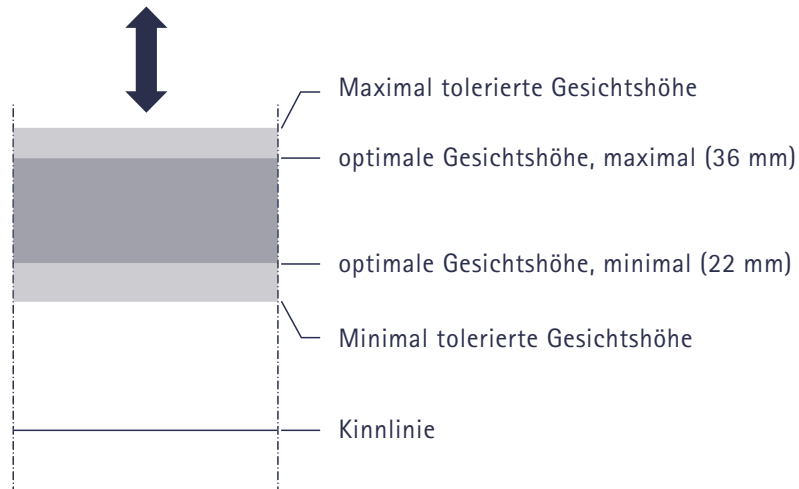 Maximal tolerierte Gesichtshöhe
optimale Gesichtshöhe, maximal (36 mm)
optimale Gesichtshöhe, minimal (22 mm)
Minimal tolerierte Gesichtshöhe
Kinnlinie